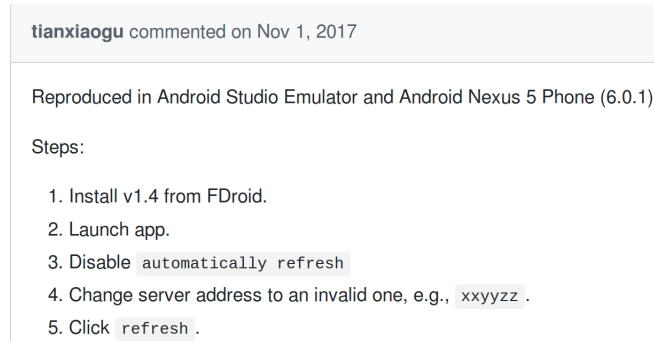 tianxiaogu commented on Nov 1, 2017
Reproduced in Android Studio Emulator and Android Nexus 5 Phone (6.0.1)
Steps:
1. Install v1.4 from FDroid.
2. Launch app.
3. Disable automatically refresh
4. Change server address to an invalid one, e.g., xxyyzz .
5. Click refresh .